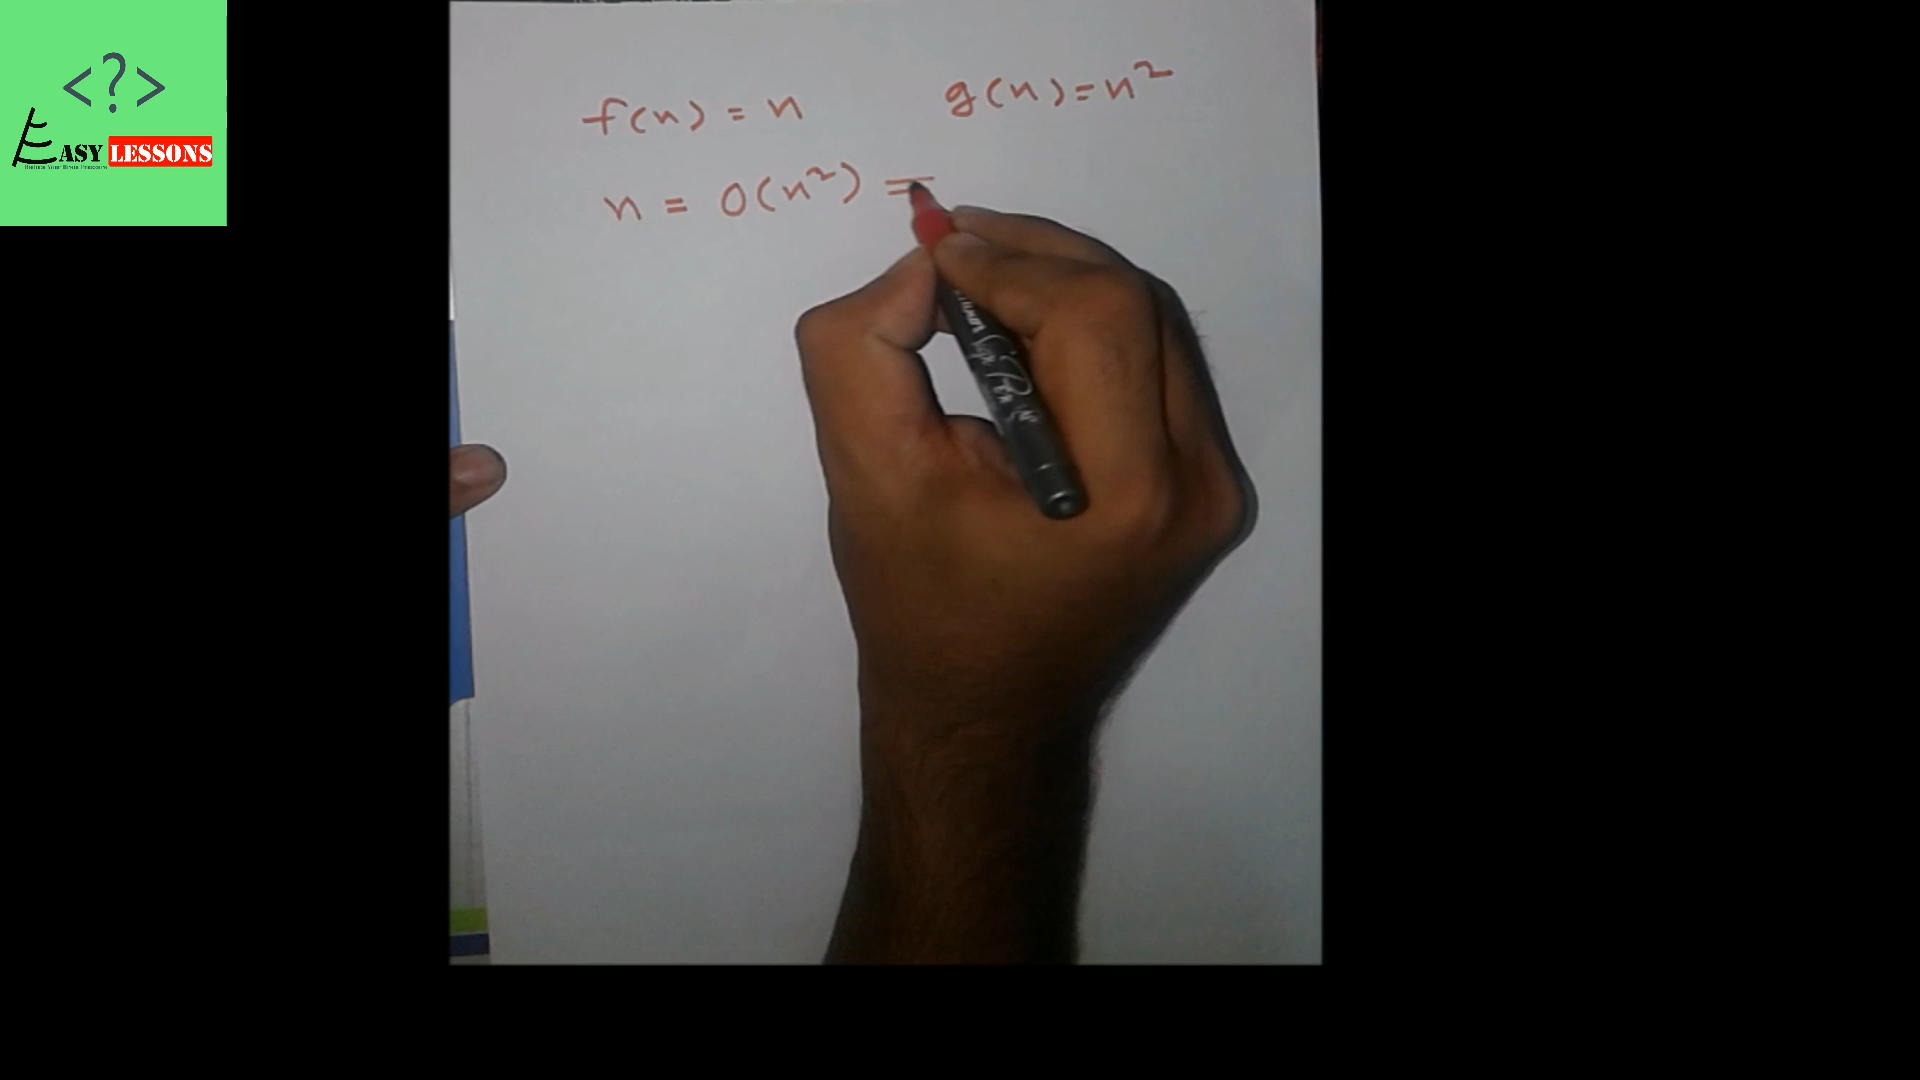 <?>
EASY LESSONS
f(n) = n g(n) = n²
n = O(n²) =